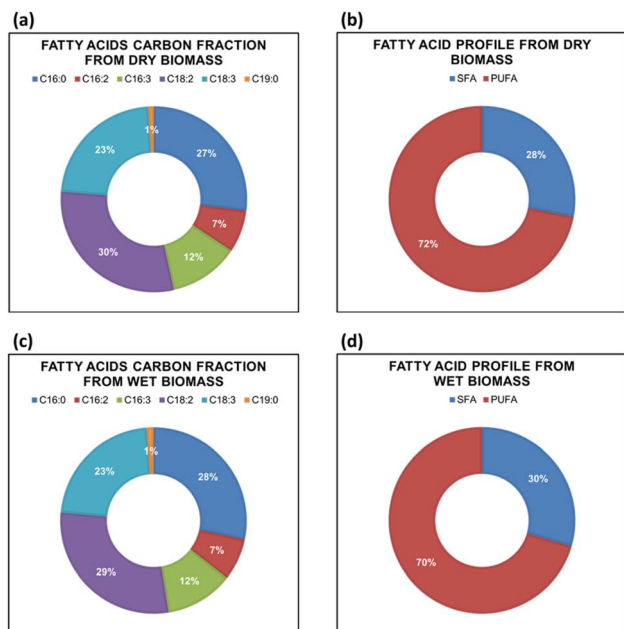 (a)
FATTY ACIDS CARBON FRACTION
FROM DRY BIOMASS
C16:0 C16:2 C16:3 C18:2 C18:3 C19:0
1%
27%
23%
7%
12%
30%
(b)
FATTY ACID PROFILE FROM DRY
BIOMASS
SFA PUFA
28%
72%
(c)
FATTY ACIDS CARBON FRACTION
FROM WET BIOMASS
C16:0 C16:2 C16:3 C18:2 C18:3 C19:0
1%
28%
23%
7%
12%
29%
(d)
FATTY ACID PROFILE FROM
WET BIOMASS
SFA PUFA
30%
70%